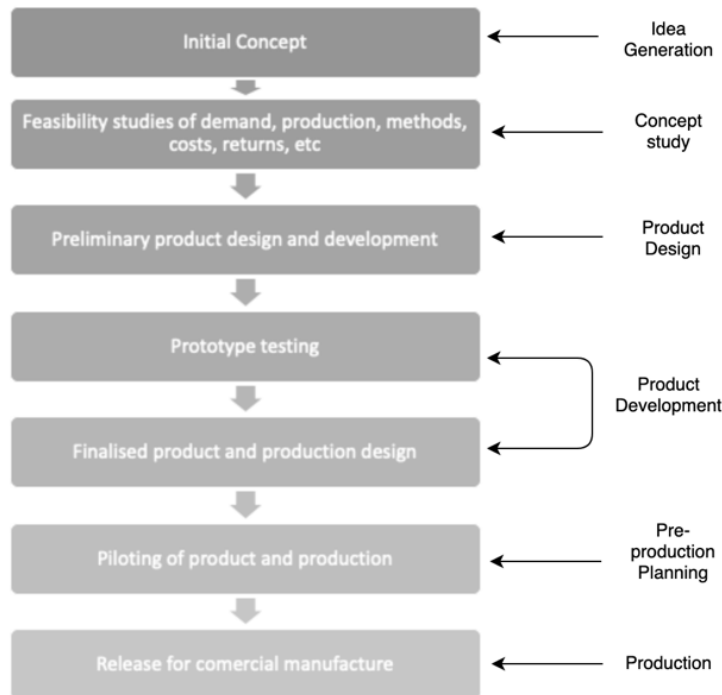 Initial Concept
Idea
Generation
Feasibility studies of demand, production, methods,
costs, returns, etc
Concept
study
Preliminary product design and development
Product
Design
Prototype testing
Product
Development
Finalised product and production design
Piloting of product and production
Pre-
production
Planning
Release for comercial manufacture
Production